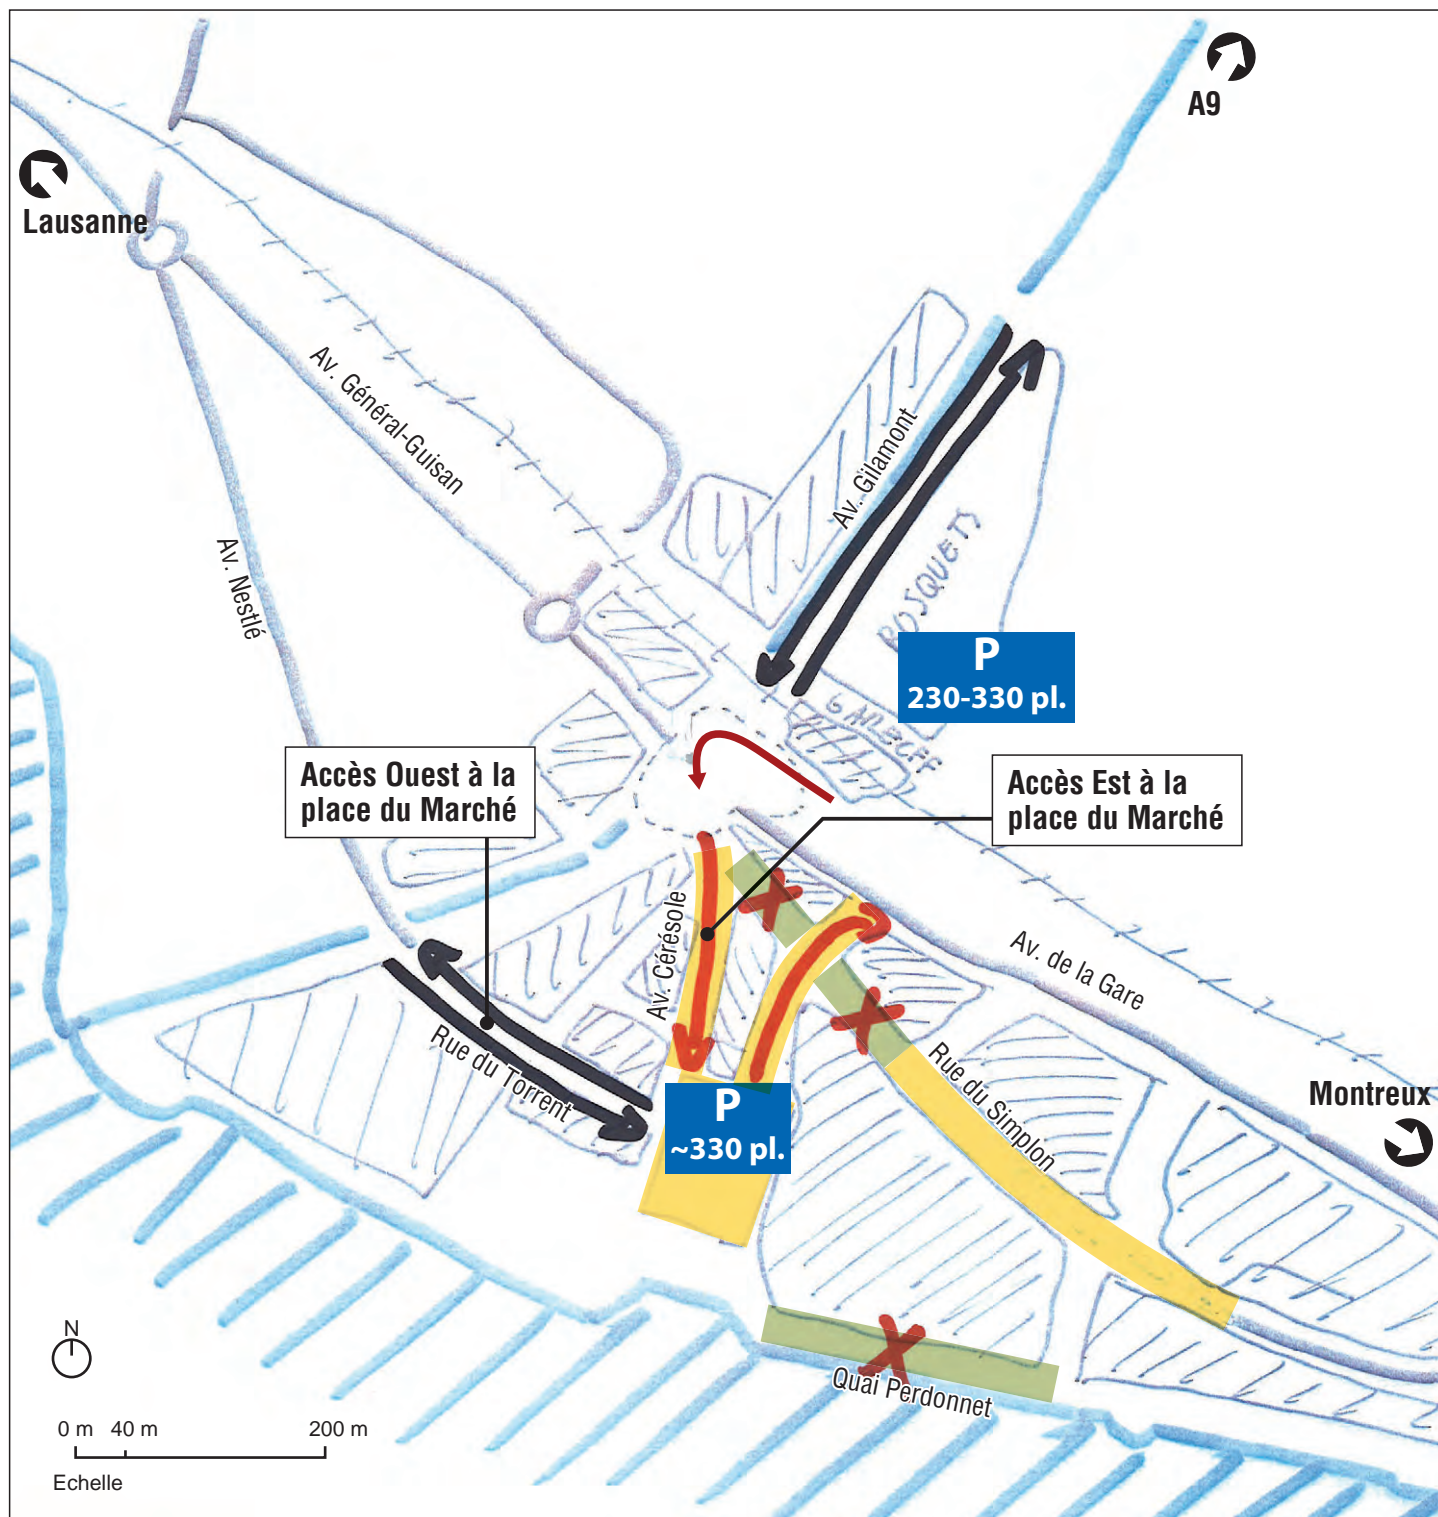 A9
Lausanne
Av. Général-Guisan
Av. Gilamont
Av. Nestlé
BOSQUETS
P
230-330 pl.
Accès Ouest à la
place du Marché
Accès Est à la
place du Marché
Av. Cérésole
Av. de la Gare
Rue du Torrent
Rue du Simplon
Montreux
P
~330 pl.
Quai Perdonnet
N
0 m 40 m 200 m
Echelle